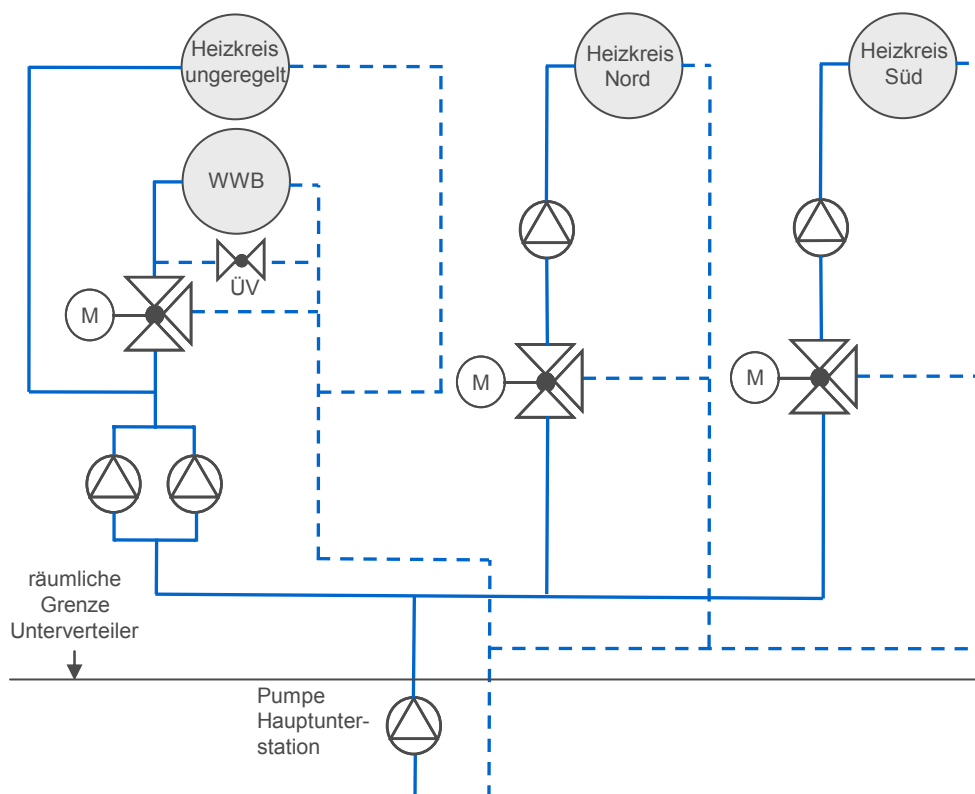 Heizkreis
ungeregelt
Heizkreis
Nord
Heizkreis
Süd
WWB
ÜV
M
M
M
räumliche
Grenze
Unterverteiler
Pumpe
Hauptunter-
station